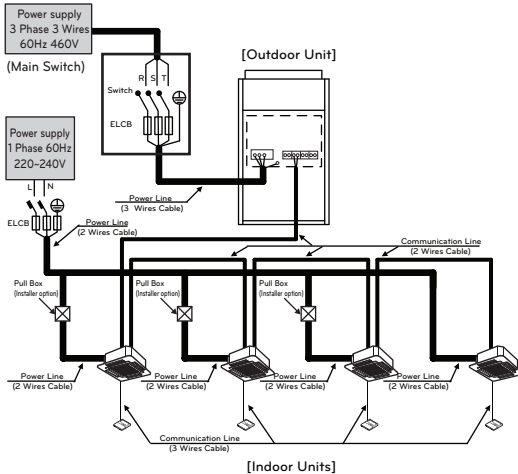 Power supply
3 Phase 3 Wires
60Hz 460V
(Main Switch)
[Outdoor Unit]
R S T
Switch
ELCB
Power supply
1 Phase 60Hz
220~240V
L N
ELCB
Power Line
(3 Wires Cable)
Power Line
(2 Wires Cable)
Communication Line
(2 Wires Cable)
Pull Box
(Installer option)
Pull Box
(Installer option)
Pull Box
(Installer option)
Power Line
(2 Wires Cable)
Power Line
(2 Wires Cable)
Power Line
(2 Wires Cable)
Power Line
(2 Wires Cable)
Communication Line
(3 Wires Cable)
[Indoor Units]